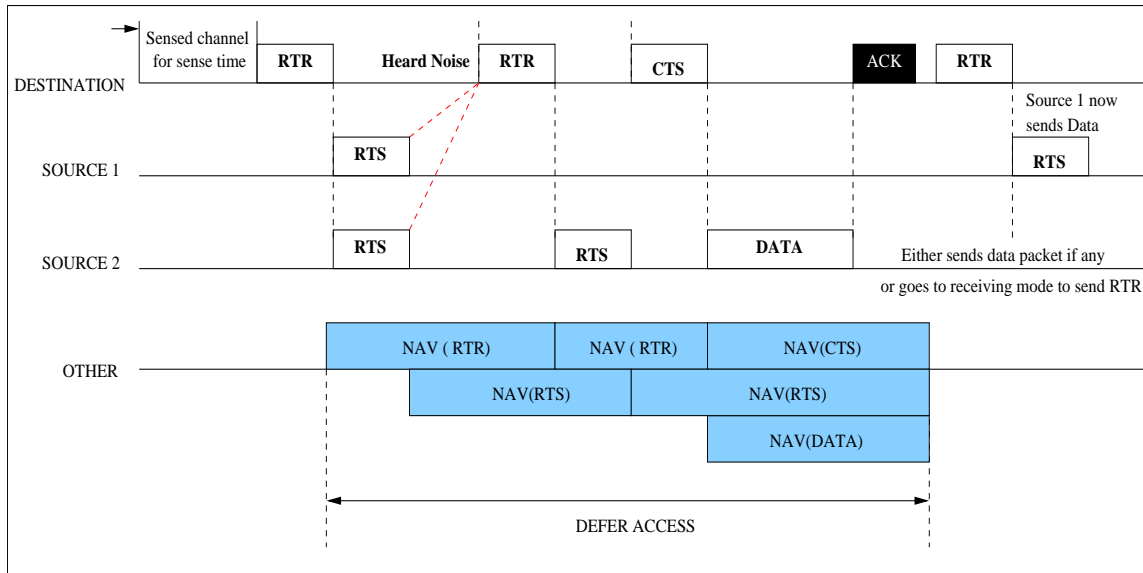 Sensed channel
for sense time
RTR
Heard Noise
RTR
CTS
ACK
RTR
DESTINATION
Source 1 now
sends Data
RTS
RTS
SOURCE 1
RTS
RTS
DATA
SOURCE 2
Either sends data packet if any
or goes to receiving mode to send RTR
NAV ( RTR)
NAV ( RTR)
NAV(CTS)
OTHER
NAV(RTS)
NAV(RTS)
NAV(DATA)
DEFER ACCESS